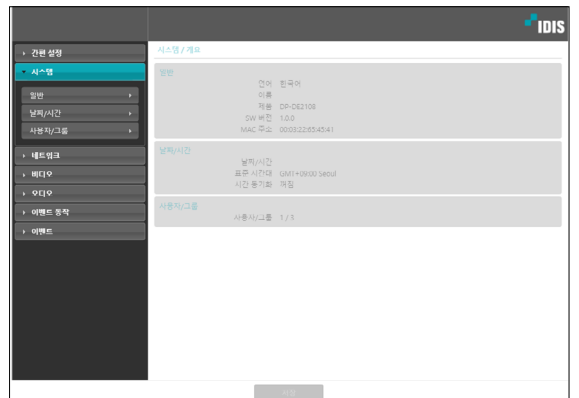 IDIS
간편 설정
시스템
일반
날짜/시간
사용자/그룹
네트워크
비디오
오디오
이벤트 동작
이벤트
시스템 / 개요
일반
언어 한국어
이름
제품 DP-DE2108
SW 버전 1.0.0
MAC 주소 00:03:22:65:45:41
날짜/시간
날짜/시간
표준 시간대 GMT+09:00 Seoul
시간 동기화 꺼짐
사용자/그룹
사용자/그룹 1 / 1